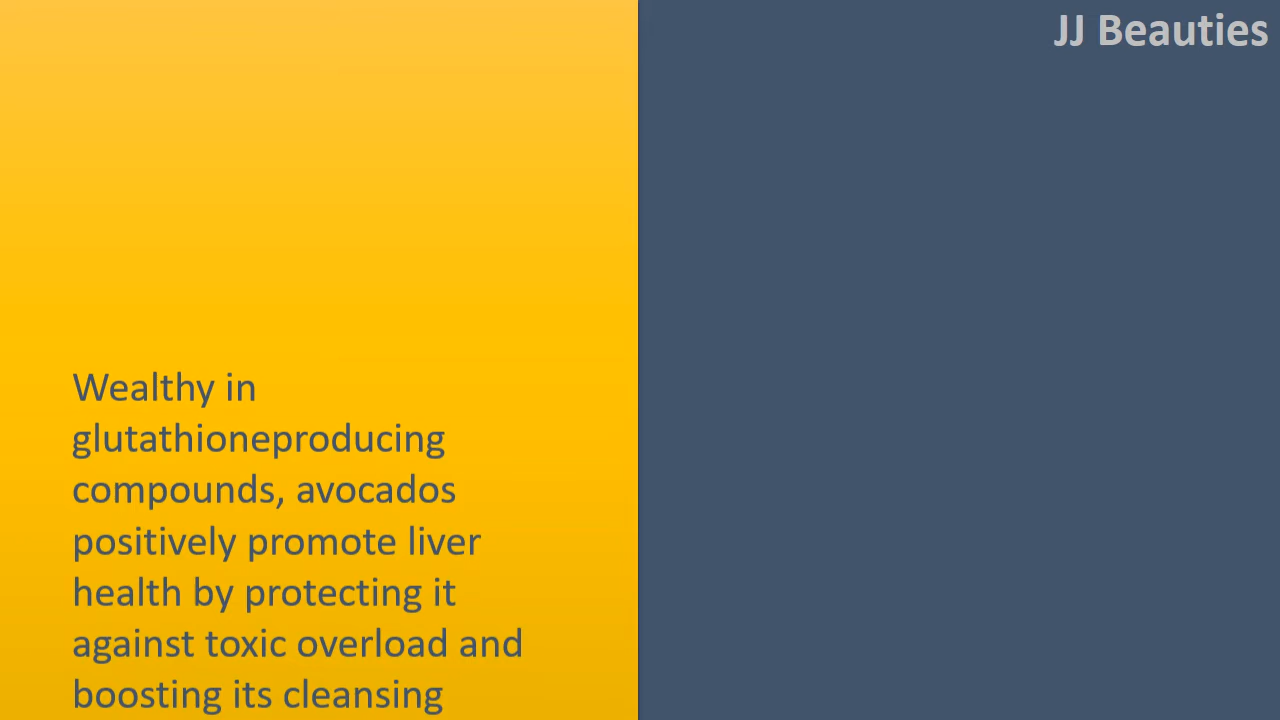 JJ Beauties
Wealthy in
glutathioneproducing
compounds, avocados
positively promote liver
health by protecting it
against toxic overload and
boosting its cleansing